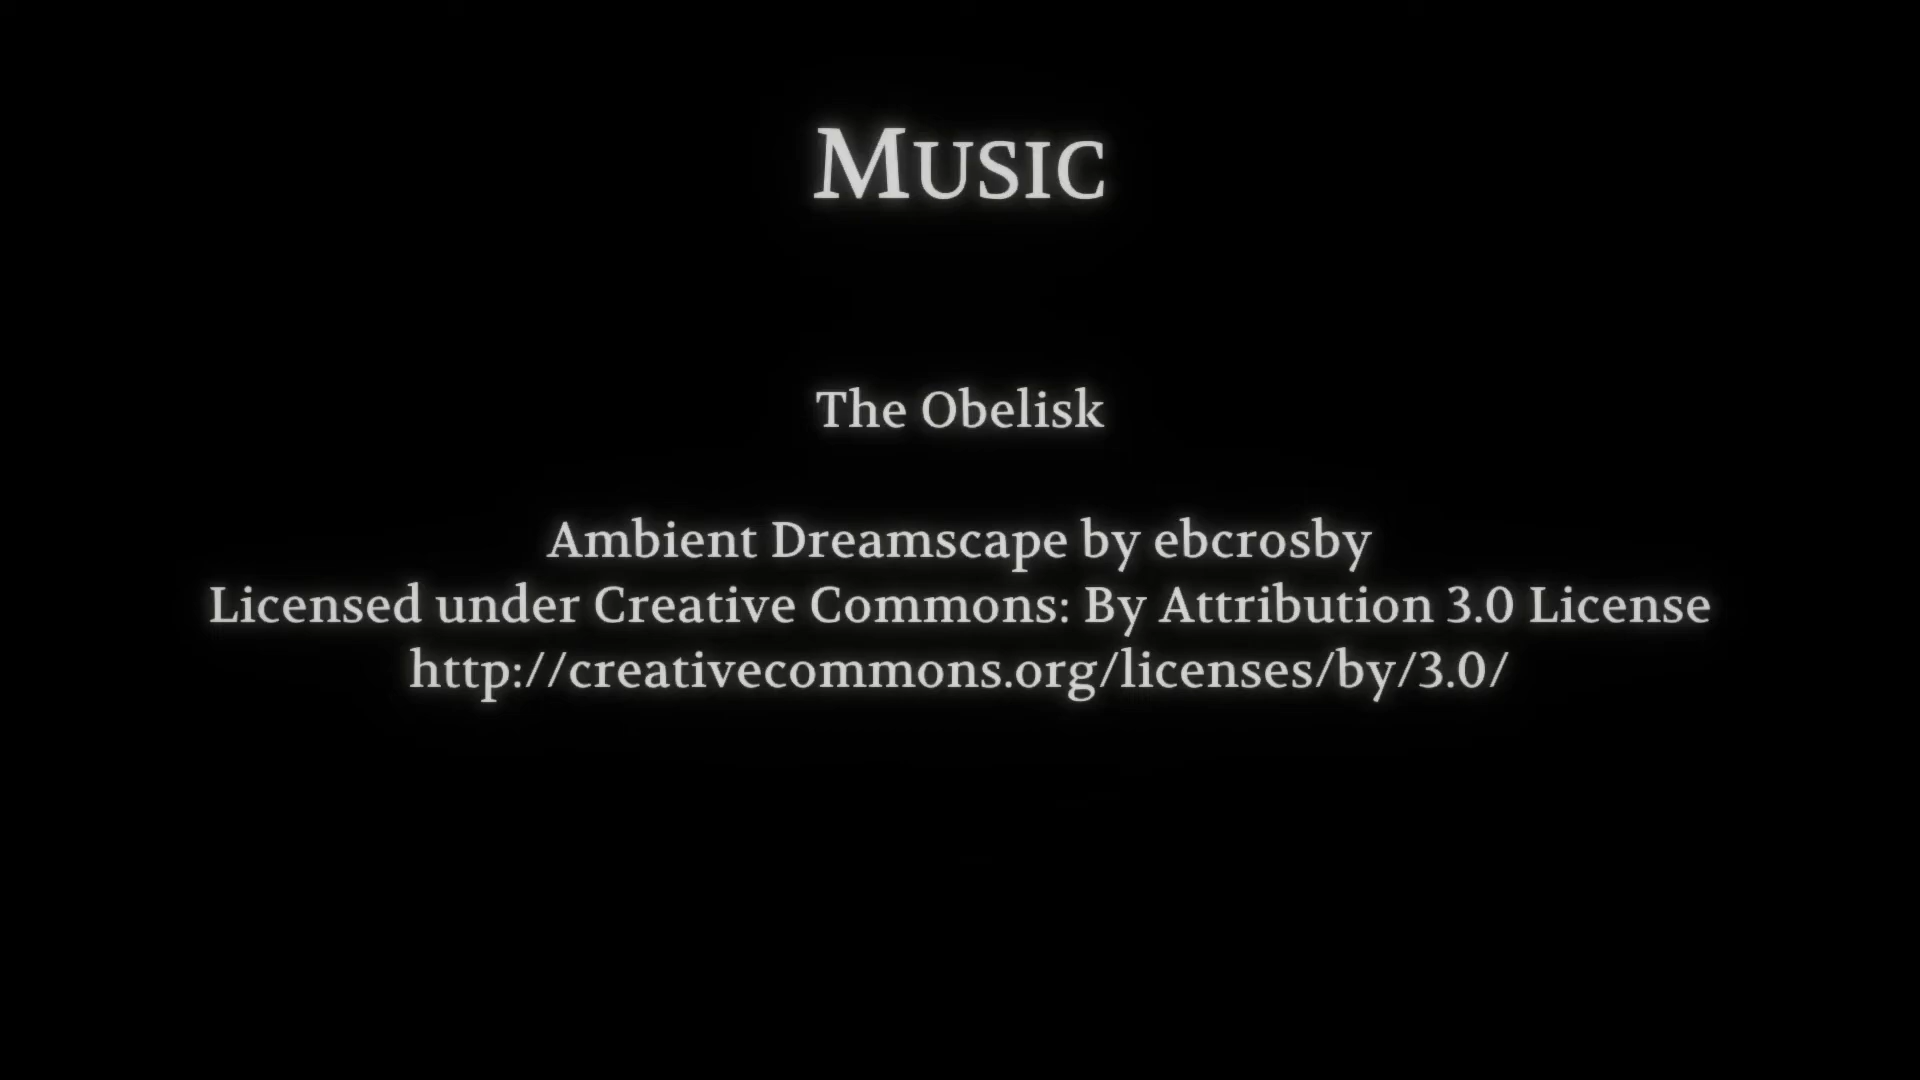 Music
The Obelisk
Ambient Dreamscape by ebcrosby
Licensed under Creative Commons: By Attribution 3.0 License
http://creativecommons.org/licenses/by/3.0/